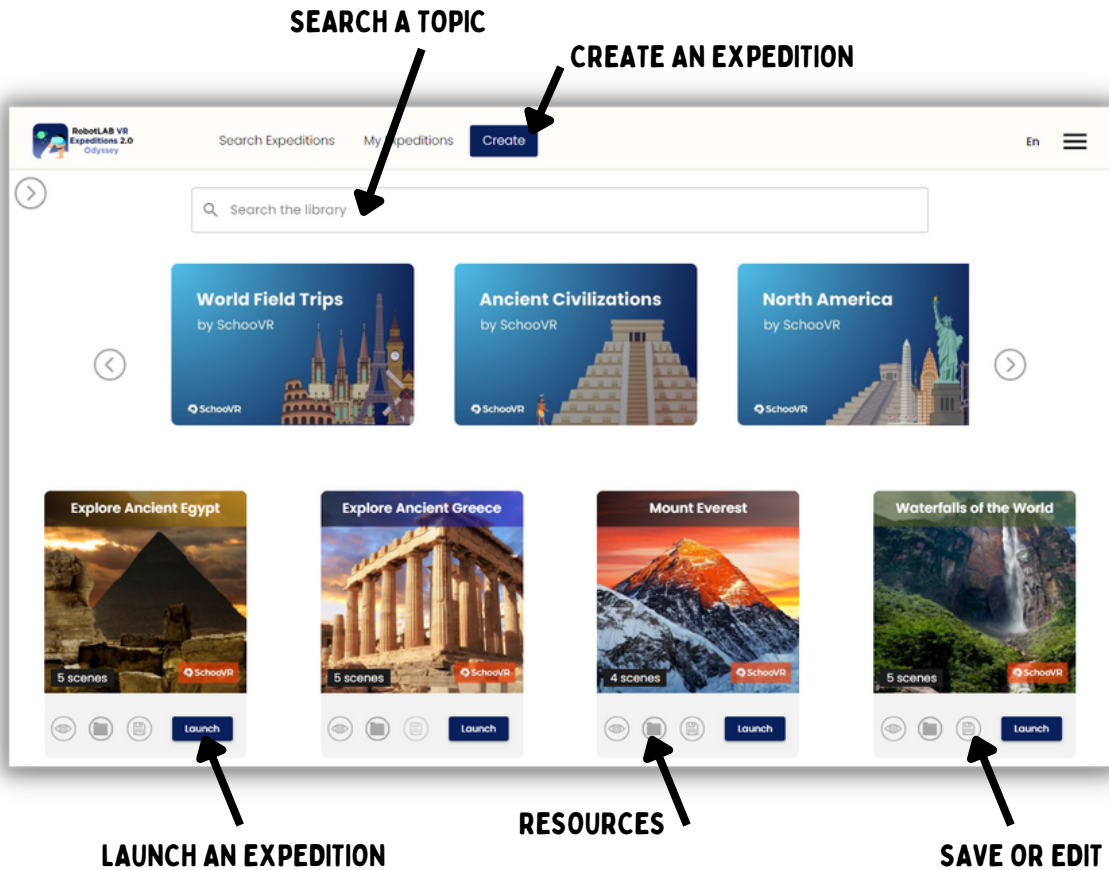 SEARCH A TOPIC
CREATE AN EXPEDITION
RobotLAB VR
Expeditions 2.0
Odyssey
Search Expeditions
My Expeditions
Create
En
Search the library
World Field Trips
by SchooVR
SchooVR
Ancient Civilizations
by SchooVR
SchooVR
North America
by SchooVR
SchooVR
Explore Ancient Egypt
5 scenes
SchooVR
Launch
Explore Ancient Greece
5 scenes
SchooVR
Launch
Mount Everest
4 scenes
SchooVR
Launch
Waterfalls of the World
5 scenes
SchooVR
Launch
LAUNCH AN EXPEDITION
RESOURCES
SAVE OR EDIT